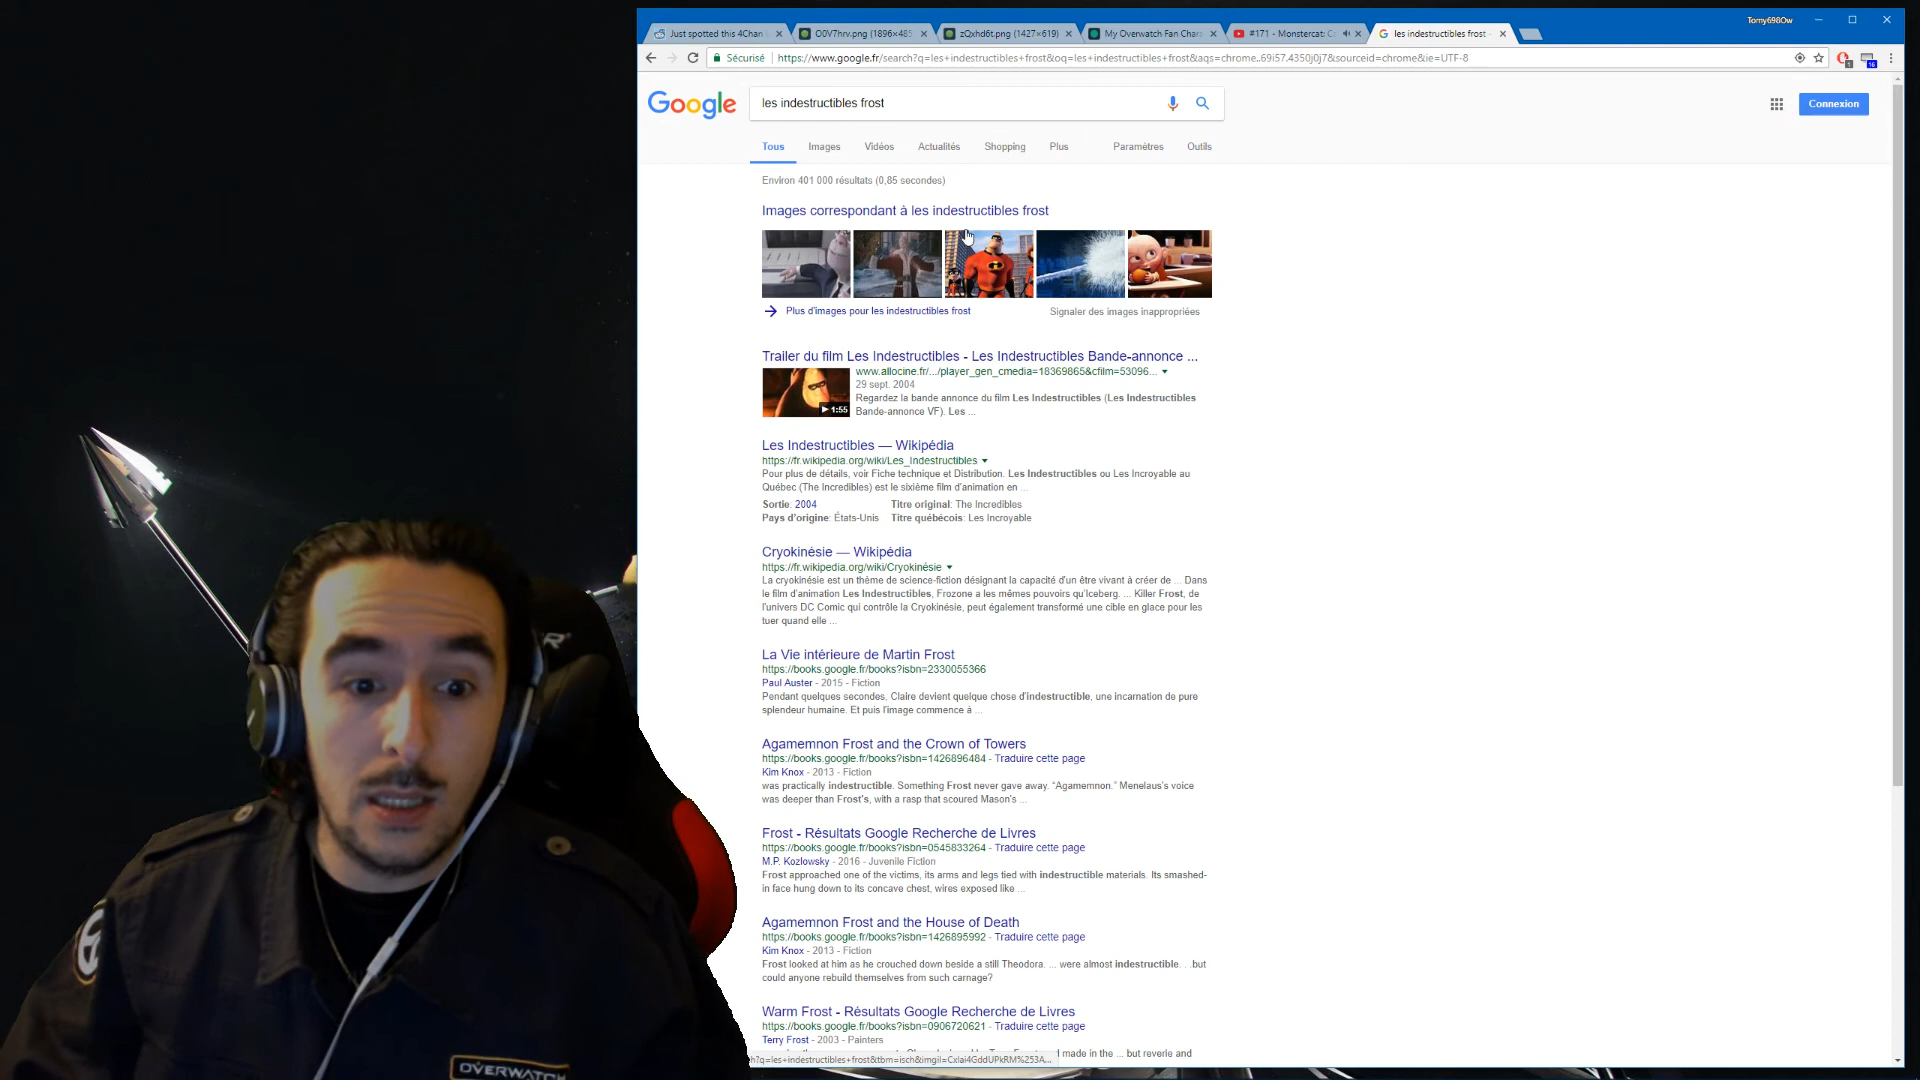 Tomy698Ow
Just spotted this 4Chan
O0V7hrv.png (1896×485
zQxhd6t.png (1427×619)
My Overwatch Fan Chara
#171 - Monstercat: C
les indestructibles frost -
Sécurisé
https://www.google.fr/search?q=les+indestructibles+frost&oq=les+indestructibles+frost&aqs=chrome..69i57.4350j0j7&sourceid=chrome&ie=UTF-8
Google
les indestructibles frost
Connexion
Tous Images Vidéos Actualités Shopping Plus Paramètres Outils
Environ 401 000 résultats (0,85 secondes)
Images correspondant à les indestructibles frost
Plus d'images pour les indestructibles frost
Signaler des images inappropriées
Trailer du film Les Indestructibles - Les Indestructibles Bande-annonce ...
www.allocine.fr/.../player_gen_cmedia=18369865&cfilm=53096...
29 sept. 2004
Regardez la bande annonce du film Les Indestructibles (Les Indestructibles
Bande-annonce VF). Les ...
1:55
Les Indestructibles — Wikipédia
https://fr.wikipedia.org/wiki/Les_Indestructibles
Pour plus de détails, voir Fiche technique et Distribution. Les Indestructibles ou Les Incroyable au
Québec (The Incredibles) est le sixième film d'animation en ...
Sortie: 2004 Titre original: The Incredibles
Pays d'origine: États-Unis Titre québécois: Les Incroyable
Cryokinésie — Wikipédia
https://fr.wikipedia.org/wiki/Cryokinésie
La cryokinésie est un thème de science-fiction désignant la capacité d'un être vivant à créer de ... Dans
le film d'animation Les Indestructibles, Frozone a les mêmes pouvoirs qu'Iceberg. ... Killer Frost, de
l'univers DC Comic qui contrôle la Cryokinésie, peut également transformé une cible en glace pour les
tuer quand elle ...
La Vie intérieure de Martin Frost
https://books.google.fr/books?isbn=2330055366
Paul Auster - 2015 - Fiction
Pendant quelques secondes, Claire devient quelque chose d'indestructible, une incarnation de pure
splendeur humaine. Et puis l'image commence à ...
Agamemnon Frost and the Crown of Towers
https://books.google.fr/books?isbn=1426896484 - Traduire cette page
Kim Knox - 2013 - Fiction
was practically indestructible. Something Frost never gave away. “Agamemnon.” Menelaus's voice
was deeper than Frost's, with a rasp that scoured Mason's ...
Frost - Résultats Google Recherche de Livres
https://books.google.fr/books?isbn=0545833264 - Traduire cette page
M.P. Kozlowsky - 2016 - Juvenile Fiction
Frost approached one of the victims, its arms and legs tied with indestructible materials. Its smashed-
in face hung down to its concave chest, wires exposed like ...
Agamemnon Frost and the House of Death
https://books.google.fr/books?isbn=1426895992 - Traduire cette page
Kim Knox - 2013 - Fiction
Frost looked at him as he crouched down beside a still Theodora. ... were almost indestructible. ...but
could anyone rebuild themselves from such carnage?
Warm Frost - Résultats Google Recherche de Livres
https://books.google.fr/books?isbn=0906720621 - Traduire cette page
Terry Frost - 2003 - Painters
made in the ... but reverie and
h?q=les+indestructibles+frost&tbm=isch&imgil=Cxlai4GddUPkRM%253A...
OVERWATCH